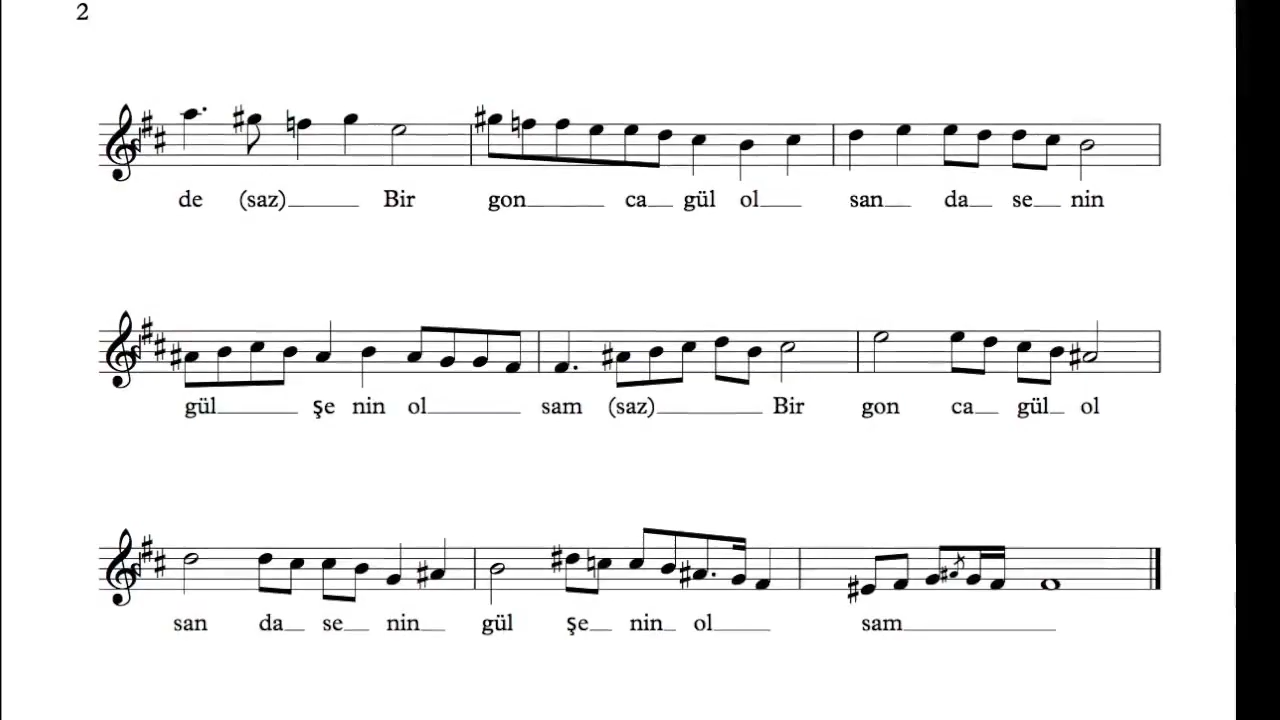 2
de (saz) Bir gon ca gül ol san da se nin
gül şe nin ol sam (saz) Bir gon ca gül ol
san da se nin gül şe nin ol sam